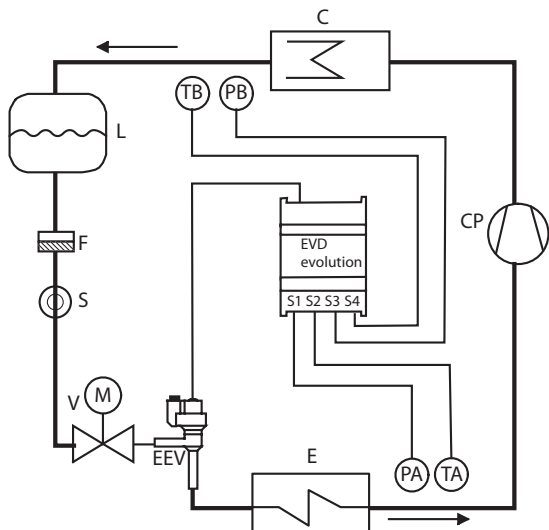 C
TB PB
L
CP
EVD
evolution
F
S1 S2 S3 S4
S
V M
EEV
E
PA TA